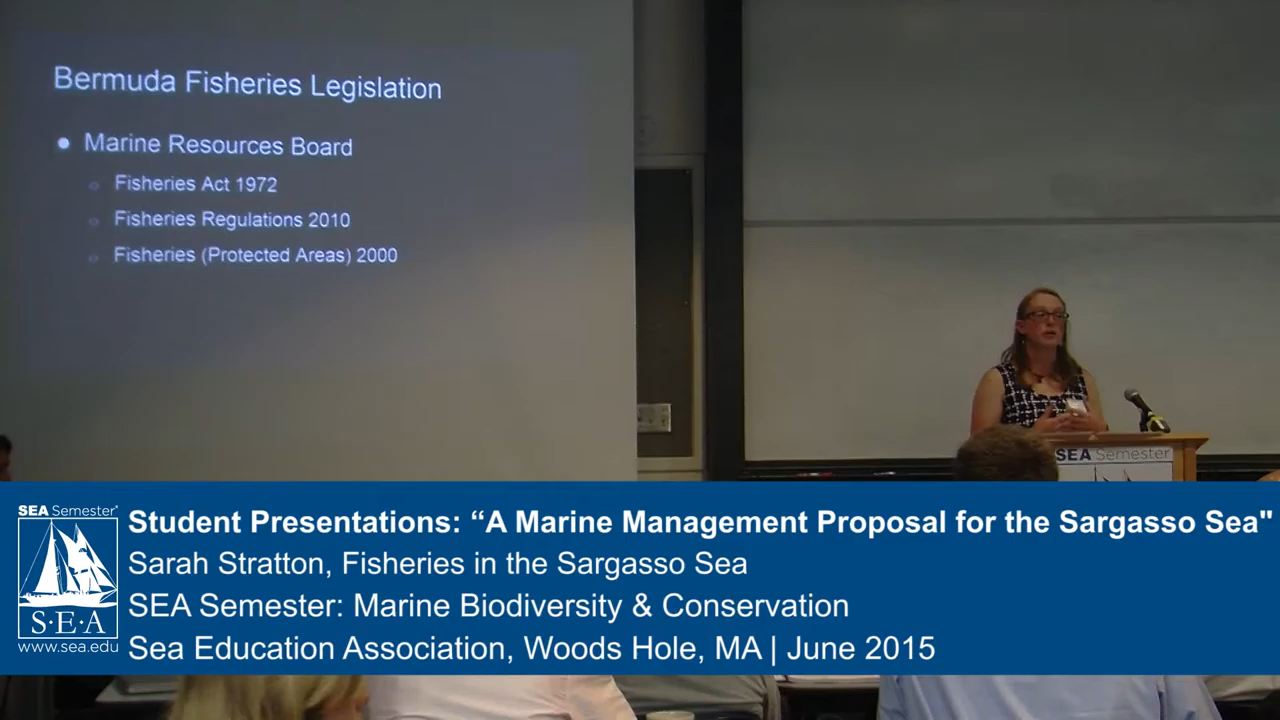 Bermuda Fisheries Legislation
Marine Resources Board
Fisheries Act 1972
Fisheries Regulations 2010
Fisheries (Protected Areas) 2000
SEA Semester
SEA Semester®
S·E·A
www.sea.edu
Student Presentations: “A Marine Management Proposal for the Sargasso Sea"
Sarah Stratton, Fisheries in the Sargasso Sea
SEA Semester: Marine Biodiversity & Conservation
Sea Education Association, Woods Hole, MA | June 2015